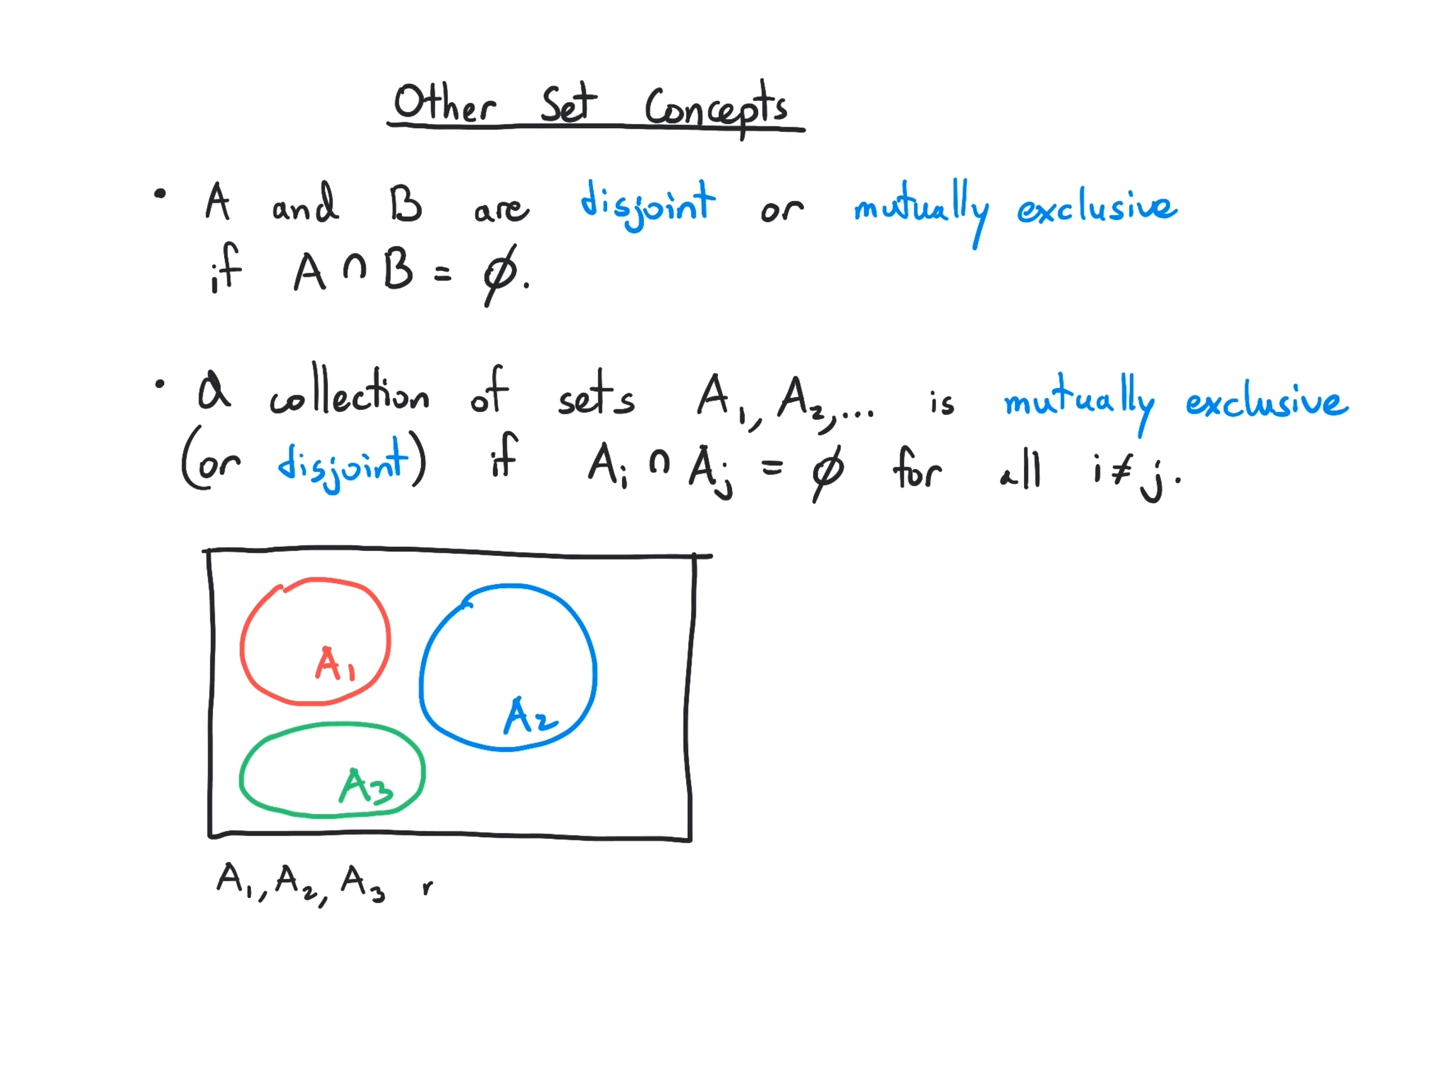 Other Set Concepts
• A and B are disjoint or mutually exclusive
if A ∩ B = ∅.
• a collection of sets A₁, A₂,... is mutually exclusive
(or disjoint) if Aᵢ ∩ Aⱼ = ∅ for all i ≠ j.
A₁
A₂
A₃
A₁, A₂, A₃